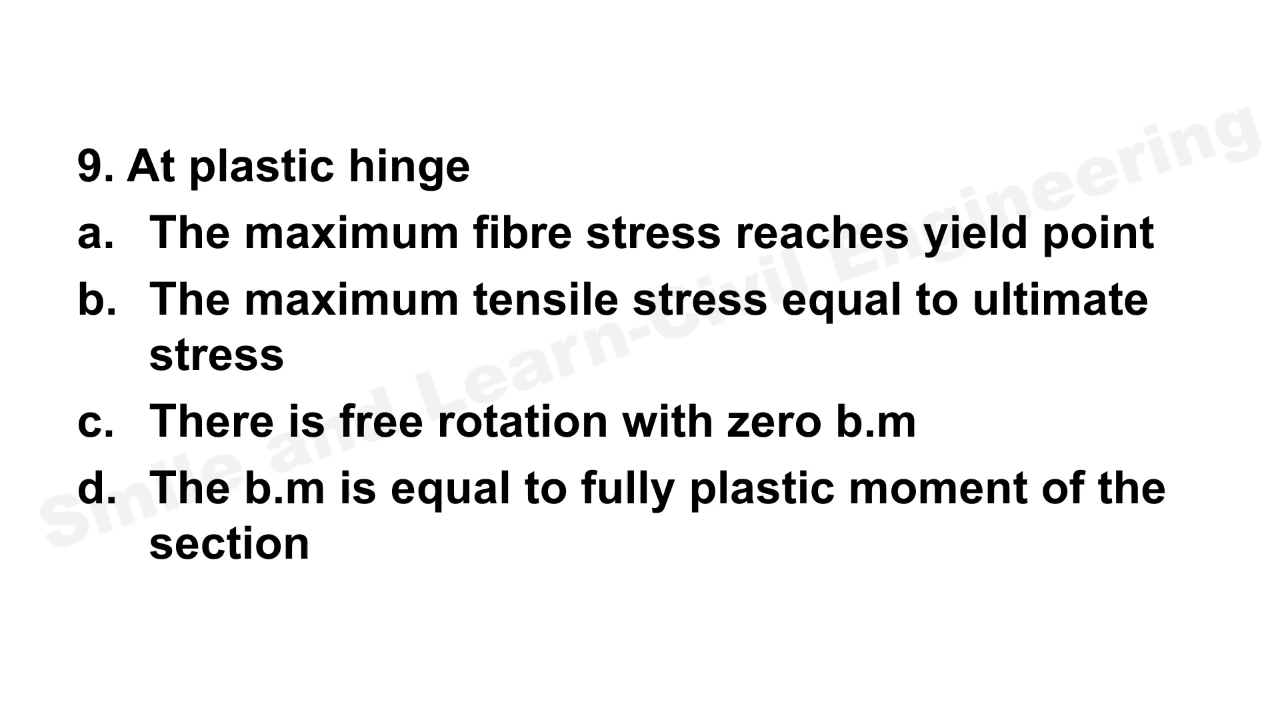 9. At plastic hinge
a. The maximum fibre stress reaches yield point
b. The maximum tensile stress equal to ultimate
stress
c. There is free rotation with zero b.m
d. The b.m is equal to fully plastic moment of the
section
Smile and Learn-Civil Engineering